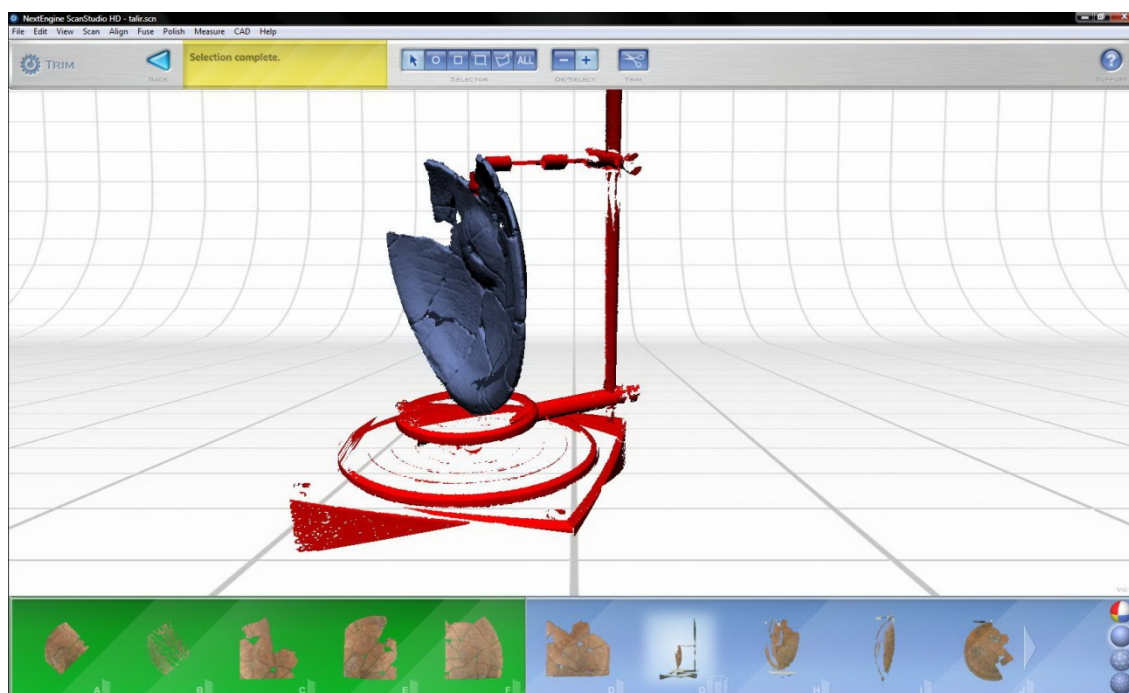 NextEngine ScanStudio HD - talir.scn
File Edit View Scan Align Fuse Polish Measure CAD Help
TRIM
BACK
Selection complete.
ALL
SELECTOR
DE/SELECT
TRIM
?
SUPPORT
A B C E F D G H I J